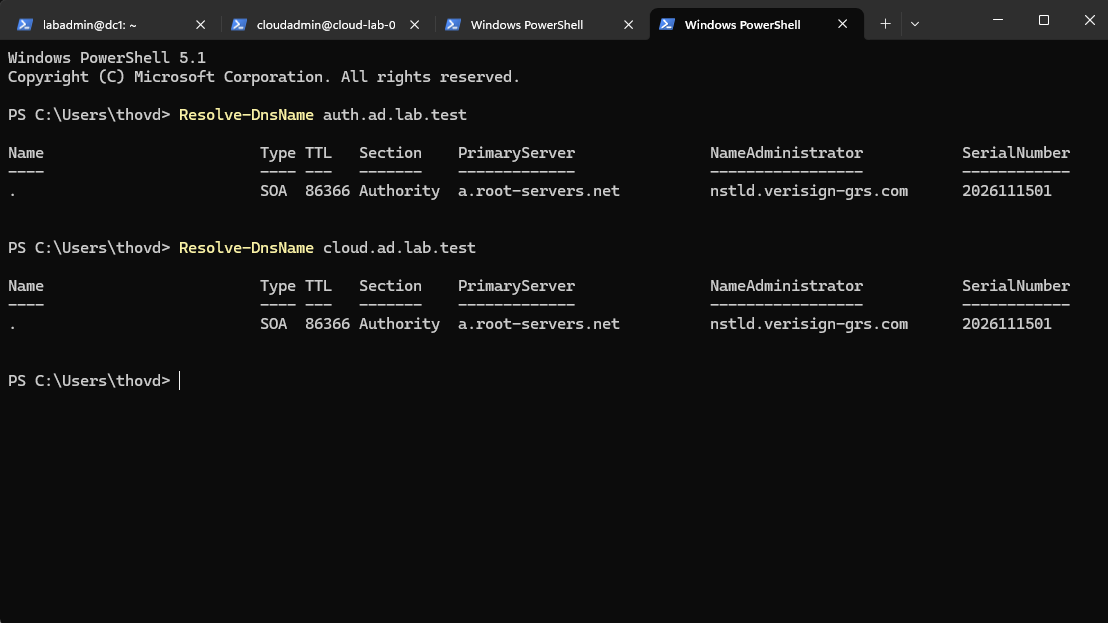 labadmin@dc1: ~
cloudadmin@cloud-lab-0
Windows PowerShell
Windows PowerShell
Windows PowerShell 5.1
Copyright (C) Microsoft Corporation. All rights reserved.
PS C:\Users\thovd> Resolve-DnsName auth.ad.lab.test
Name Type TTL Section PrimaryServer NameAdministrator SerialNumber
---- ---- --- ------- ------------- ----------------- ------------
. SOA 86366 Authority a.root-servers.net nstld.verisign-grs.com 2026111501
PS C:\Users\thovd> Resolve-DnsName cloud.ad.lab.test
Name Type TTL Section PrimaryServer NameAdministrator SerialNumber
---- ---- --- ------- ------------- ----------------- ------------
. SOA 86366 Authority a.root-servers.net nstld.verisign-grs.com 2026111501
PS C:\Users\thovd>